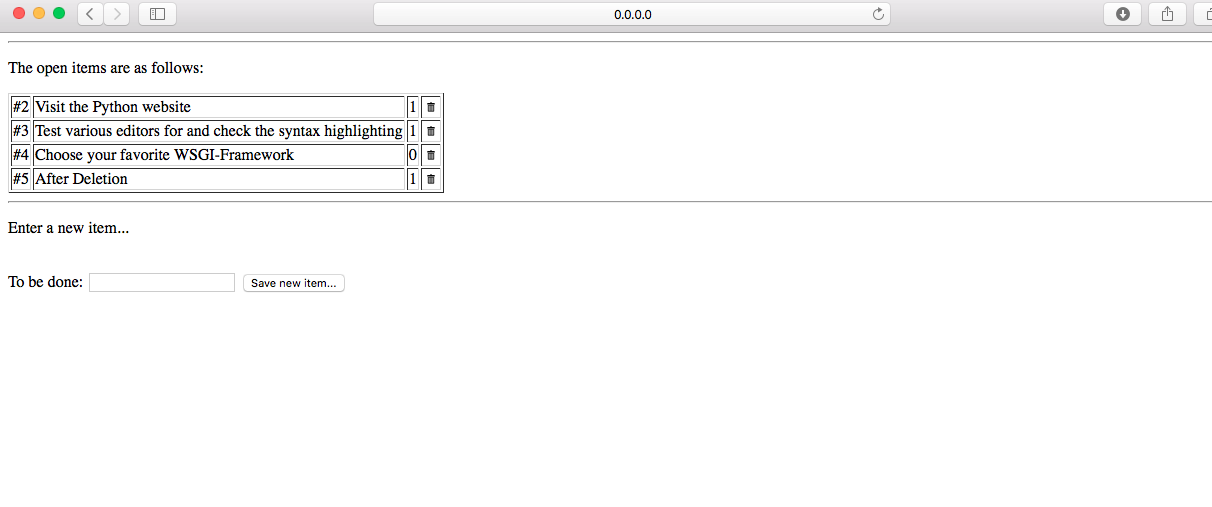 0.0.0.0
The open items are as follows:
#2 Visit the Python website 1
#3 Test various editors for and check the syntax highlighting 1
#4 Choose your favorite WSGI-Framework 0
#5 After Deletion 1
Enter a new item...
To be done: Save new item...